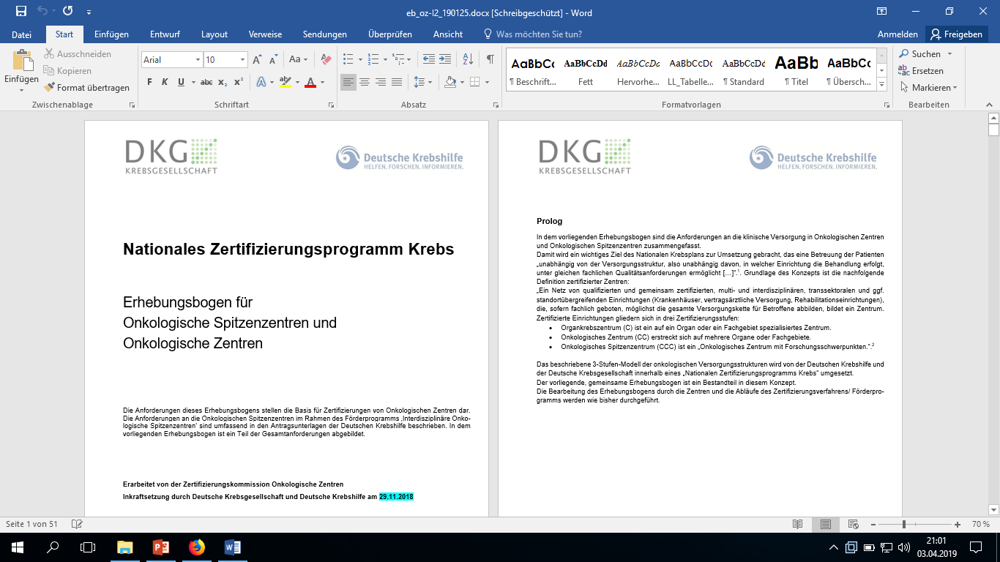 eb_oz-l2_190125.docx [Schreibgeschützt] - Word
Datei Start Einfügen Entwurf Layout Verweise Sendungen Überprüfen Ansicht Was möchten Sie tun? Anmelden Freigeben
Einfügen
Ausschneiden
Kopieren
Format übertragen
Zwischenablage
Arial 10
F K U abc x₂ x²
Schriftart
Absatz
AaBbCc AaBbCcDd AaBbCcDc AaBbCcDc AaBbCcDd AaBb AaBbCc
¶ Beschrift... Fett Hervorhe... LL_Tabelle... ¶ Standard ¶ Titel ¶ Übersch...
Formatvorlagen
Suchen
Ersetzen
Markieren
Bearbeiten
DKG
KREBSGESELLSCHAFT
Deutsche Krebshilfe
HELFEN. FORSCHEN. INFORMIEREN.
Nationales Zertifizierungsprogramm Krebs
Erhebungsbogen für
Onkologische Spitzenzentren und
Onkologische Zentren
Die Anforderungen dieses Erhebungsbogens stellen die Basis für Zertifizierungen von Onkologischen Zentren dar.
Die Anforderungen an die Onkologischen Spitzenzentren im Rahmen des Förderprogramms ‚Interdisziplinäre Onko-
logische Spitzenzentren‘ sind umfassend in den Antragsunterlagen der Deutschen Krebshilfe beschrieben. In dem
vorliegenden Erhebungsbogen ist ein Teil der Gesamtanforderungen abgebildet.
Erarbeitet von der Zertifizierungskommission Onkologische Zentren
Inkraftsetzung durch Deutsche Krebsgesellschaft und Deutsche Krebshilfe am 29.11.2018
DKG
KREBSGESELLSCHAFT
Deutsche Krebshilfe
HELFEN. FORSCHEN. INFORMIEREN.
Prolog
In dem vorliegenden Erhebungsbogen sind die Anforderungen an die klinische Versorgung in Onkologischen Zentren
und Onkologischen Spitzenzentren zusammengefasst.
Damit wird ein wichtiges Ziel des Nationalen Krebsplans zur Umsetzung gebracht, das eine Betreuung der Patienten
„unabhängig von der Versorgungsstruktur, also unabhängig davon, in welcher Einrichtung die Behandlung erfolgt,
unter gleichen fachlichen Qualitätsanforderungen ermöglicht […]“.¹. Grundlage des Konzepts ist die nachfolgende
Definition zertifizierter Zentren:
„Ein Netz von qualifizierten und gemeinsam zertifizierten, multi- und interdisziplinären, transsektoralen und ggf.
standortübergreifenden Einrichtungen (Krankenhäuser, vertragsärztliche Versorgung, Rehabilitationseinrichtungen),
die, sofern fachlich geboten, möglichst die gesamte Versorgungskette für Betroffene abbilden, bildet ein Zentrum.
Zertifizierte Einrichtungen gliedern sich in drei Zertifizierungsstufen:
• Organkrebszentrum (C) ist ein auf ein Organ oder ein Fachgebiet spezialisiertes Zentrum.
• Onkologisches Zentrum (CC) erstreckt sich auf mehrere Organe oder Fachgebiete.
• Onkologisches Spitzenzentrum (CCC) ist ein „Onkologisches Zentrum mit Forschungsschwerpunkten.“.²
Das beschriebene 3-Stufen-Modell der onkologischen Versorgungsstrukturen wird von der Deutschen Krebshilfe und
der Deutsche Krebsgesellschaft innerhalb eines „Nationalen Zertifizierungsprogramms Krebs“ umgesetzt.
Der vorliegende, gemeinsame Erhebungsbogen ist ein Bestandteil in diesem Konzept.
Die Bearbeitung des Erhebungsbogens durch die Zentren und die Abläufe des Zertifizierungsverfahrens/ Förderpro-
gramms werden wie bisher durchgeführt.
Seite 1 von 51
70 %
21:01
03.04.2019